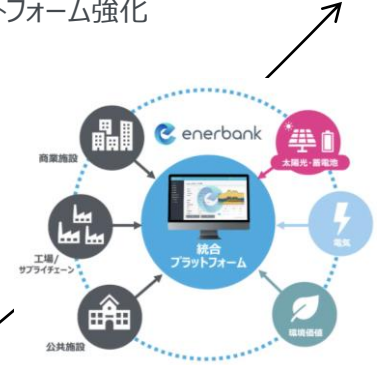 トフォーム強化
enerbank
商業施設
太陽光・蓄電池
統合
プラットフォーム
電気
工場/
サプライチェーン
環境価値
公共施設